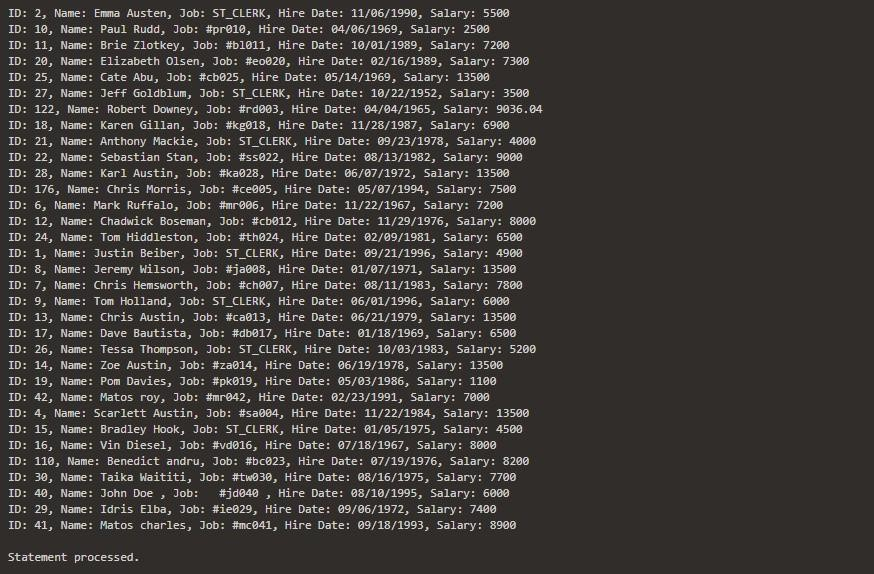 ID: 2, Name: Emma Austen, Job: ST_CLERK, Hire Date: 11/06/1990, Salary: 5500
ID: 10, Name: Paul Rudd, Job: #pr010, Hire Date: 04/06/1969, Salary: 2500
ID: 11, Name: Brie Zlotkey, Job: #bl011, Hire Date: 10/01/1989, Salary: 7200
ID: 20, Name: Elizabeth Olsen, Job: #eo020, Hire Date: 02/16/1989, Salary: 7300
ID: 25, Name: Cate Abu, Job: #cb025, Hire Date: 05/14/1969, Salary: 13500
ID: 27, Name: Jeff Goldblum, Job: ST_CLERK, Hire Date: 10/22/1952, Salary: 3500
ID: 122, Name: Robert Downey, Job: #rd003, Hire Date: 04/04/1965, Salary: 9036.04
ID: 18, Name: Karen Gillan, Job: #kg018, Hire Date: 11/28/1987, Salary: 6900
ID: 21, Name: Anthony Mackie, Job: ST_CLERK, Hire Date: 09/23/1978, Salary: 4000
ID: 22, Name: Sebastian Stan, Job: #ss022, Hire Date: 08/13/1982, Salary: 9000
ID: 28, Name: Karl Austin, Job: #ka028, Hire Date: 06/07/1972, Salary: 13500
ID: 176, Name: Chris Morris, Job: #ce005, Hire Date: 05/07/1994, Salary: 7500
ID: 6, Name: Mark Ruffalo, Job: #mr006, Hire Date: 11/22/1967, Salary: 7200
ID: 12, Name: Chadwick Boseman, Job: #cb012, Hire Date: 11/29/1976, Salary: 8000
ID: 24, Name: Tom Hiddleston, Job: #th024, Hire Date: 02/09/1981, Salary: 6500
ID: 1, Name: Justin Beiber, Job: ST_CLERK, Hire Date: 09/21/1996, Salary: 4900
ID: 8, Name: Jeremy Wilson, Job: #ja008, Hire Date: 01/07/1971, Salary: 13500
ID: 7, Name: Chris Hemsworth, Job: #ch007, Hire Date: 08/11/1983, Salary: 7800
ID: 9, Name: Tom Holland, Job: ST_CLERK, Hire Date: 06/01/1996, Salary: 6000
ID: 13, Name: Chris Austin, Job: #ca013, Hire Date: 06/21/1979, Salary: 13500
ID: 17, Name: Dave Bautista, Job: #db017, Hire Date: 01/18/1969, Salary: 6500
ID: 26, Name: Tessa Thompson, Job: ST_CLERK, Hire Date: 10/03/1983, Salary: 5200
ID: 14, Name: Zoe Austin, Job: #za014, Hire Date: 06/19/1978, Salary: 13500
ID: 19, Name: Pom Davies, Job: #pk019, Hire Date: 05/03/1986, Salary: 1100
ID: 42, Name: Matos roy, Job: #mr042, Hire Date: 02/23/1991, Salary: 7000
ID: 4, Name: Scarlett Austin, Job: #sa004, Hire Date: 11/22/1984, Salary: 13500
ID: 15, Name: Bradley Hook, Job: ST_CLERK, Hire Date: 01/05/1975, Salary: 4500
ID: 16, Name: Vin Diesel, Job: #vd016, Hire Date: 07/18/1967, Salary: 8000
ID: 110, Name: Benedict andru, Job: #bc023, Hire Date: 07/19/1976, Salary: 8200
ID: 30, Name: Taika Waititi, Job: #tw030, Hire Date: 08/16/1975, Salary: 7700
ID: 40, Name: John Doe , Job:   #jd040 , Hire Date: 08/10/1995, Salary: 6000
ID: 29, Name: Idris Elba, Job: #ie029, Hire Date: 09/06/1972, Salary: 7400
ID: 41, Name: Matos charles, Job: #mc041, Hire Date: 09/18/1993, Salary: 8900
Statement processed.